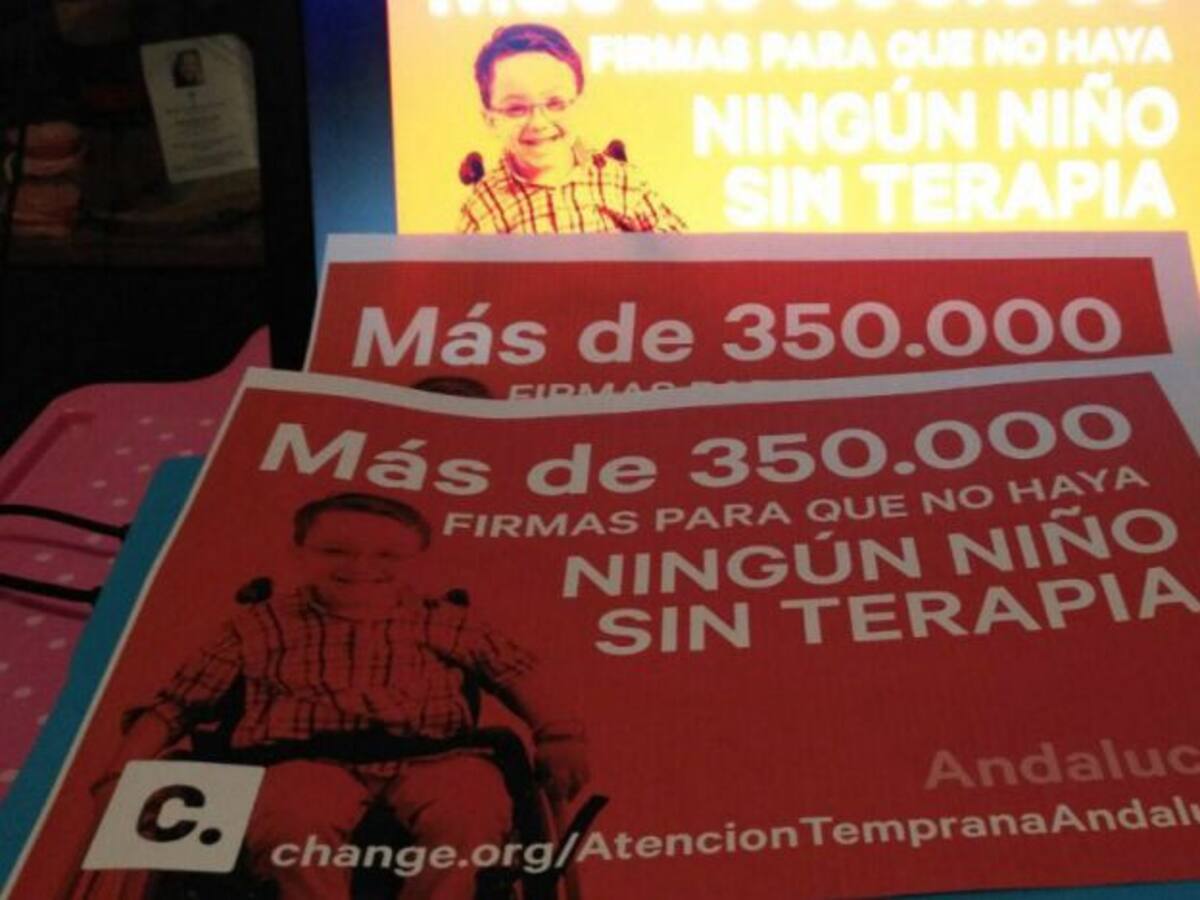 FIRMAS PARA QUE NO HAYA
NINGÚN NIÑO
SIN TERAPIA
Más de 350.000
Más de 350.000
FIRMAS PARA QUE NO HAYA
NINGÚN NIÑO
SIN TERAPIA
Andaluc
c.
change.org/AtencionTempranaAndalu